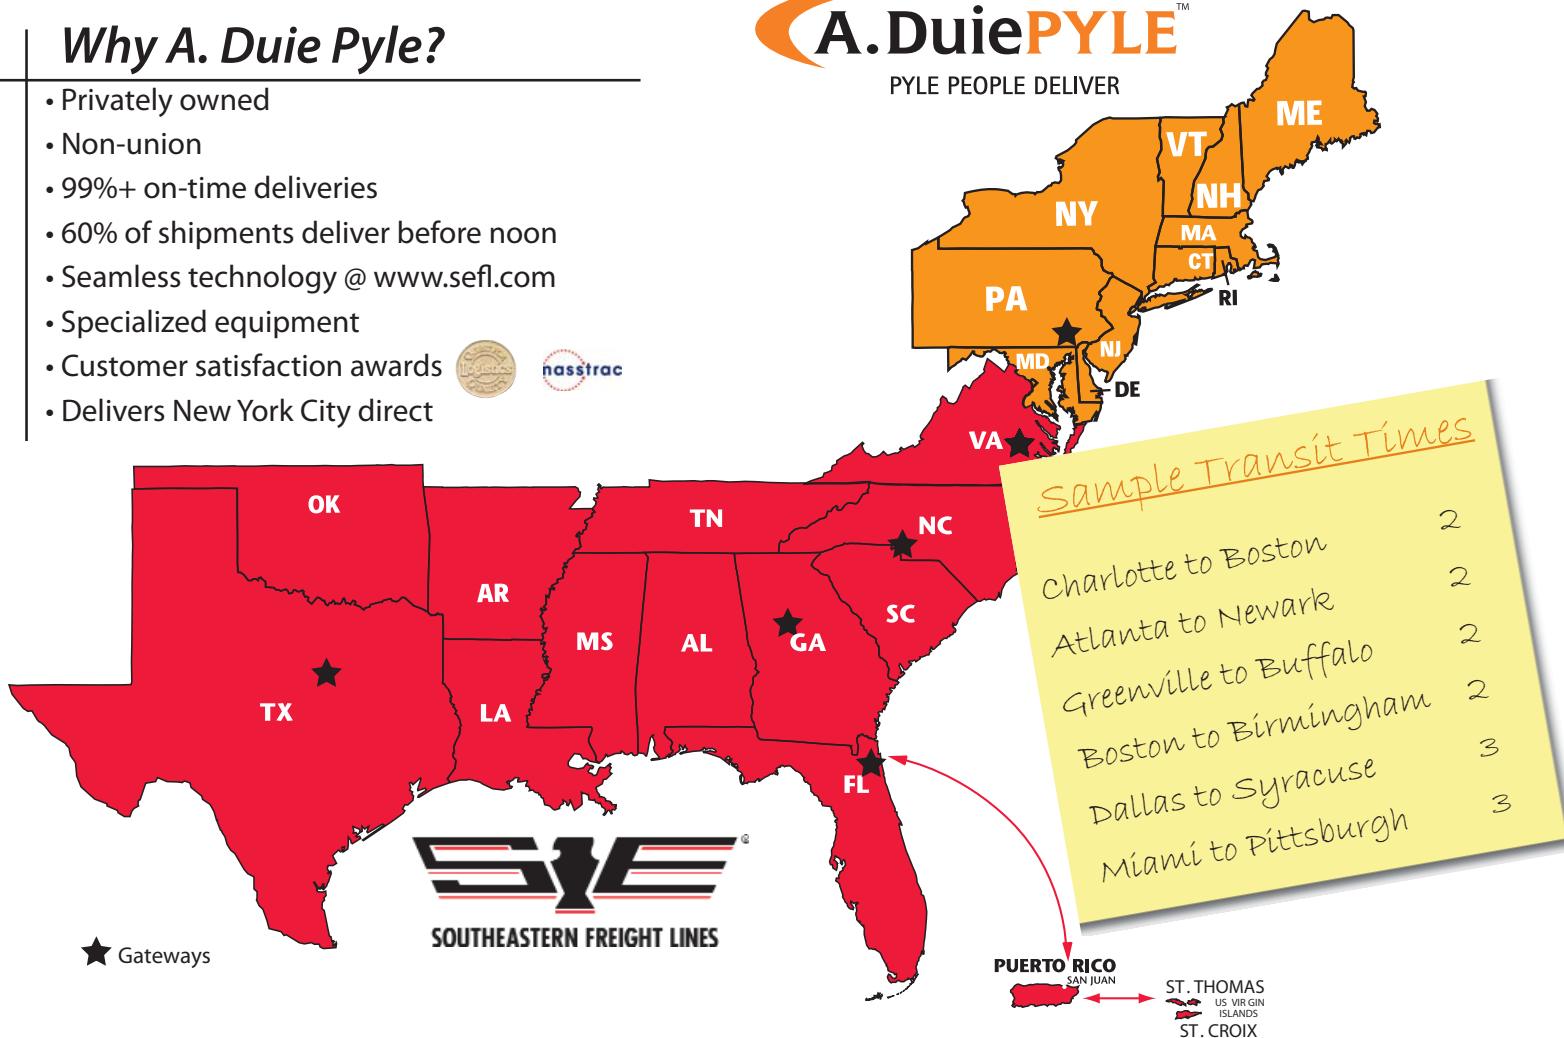 Why A. Duie Pyle?
• Privately owned
• Non-union
• 99%+ on-time deliveries
• 60% of shipments deliver before noon
• Seamless technology @ www.sefl.com
• Specialized equipment
• Customer satisfaction awards
Logistics
nasstrac
• Delivers New York City direct
A.DuiePYLE™
PYLE PEOPLE DELIVER
ME
VT
NH
NY
MA
CT
RI
PA
NJ
MD
DE
VA
OK
TN
NC
AR
SC
MS
AL
GA
TX
LA
FL
Sample Transit Times
Charlotte to Boston 2
Atlanta to Newark 2
Greenville to Buffalo 2
Boston to Birmingham 2
Dallas to Syracuse 3
Miami to Pittsburgh 3
SE®
SOUTHEASTERN FREIGHT LINES
Gateways
PUERTO RICO
SAN JUAN
ST. THOMAS
US VIR GIN
ISLANDS
ST. CROIX